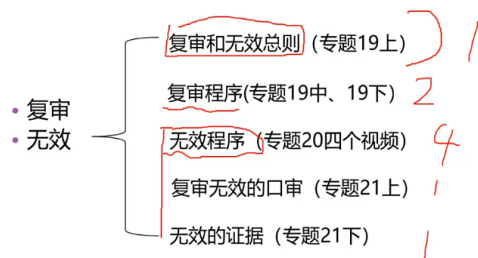 复审和无效总则（专题19上） 1
复审程序(专题19中、19下） 2
• 复审
• 无效
无效程序（专题20四个视频） 4
复审无效的口审（专题21上） 1
无效的证据（专题21下） 1